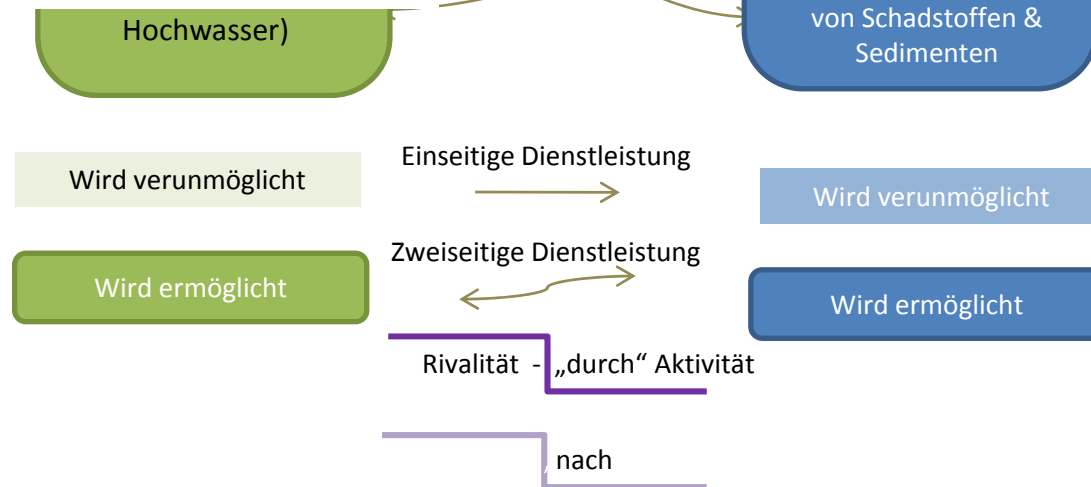 Hochwasser)
von Schadstoffen &
Sedimenten
Einseitige Dienstleistung
Wird verunmöglicht
Wird verunmöglicht
Zweiseitige Dienstleistung
Wird ermöglicht
Wird ermöglicht
Rivalität - „durch“ Aktivität
„nach